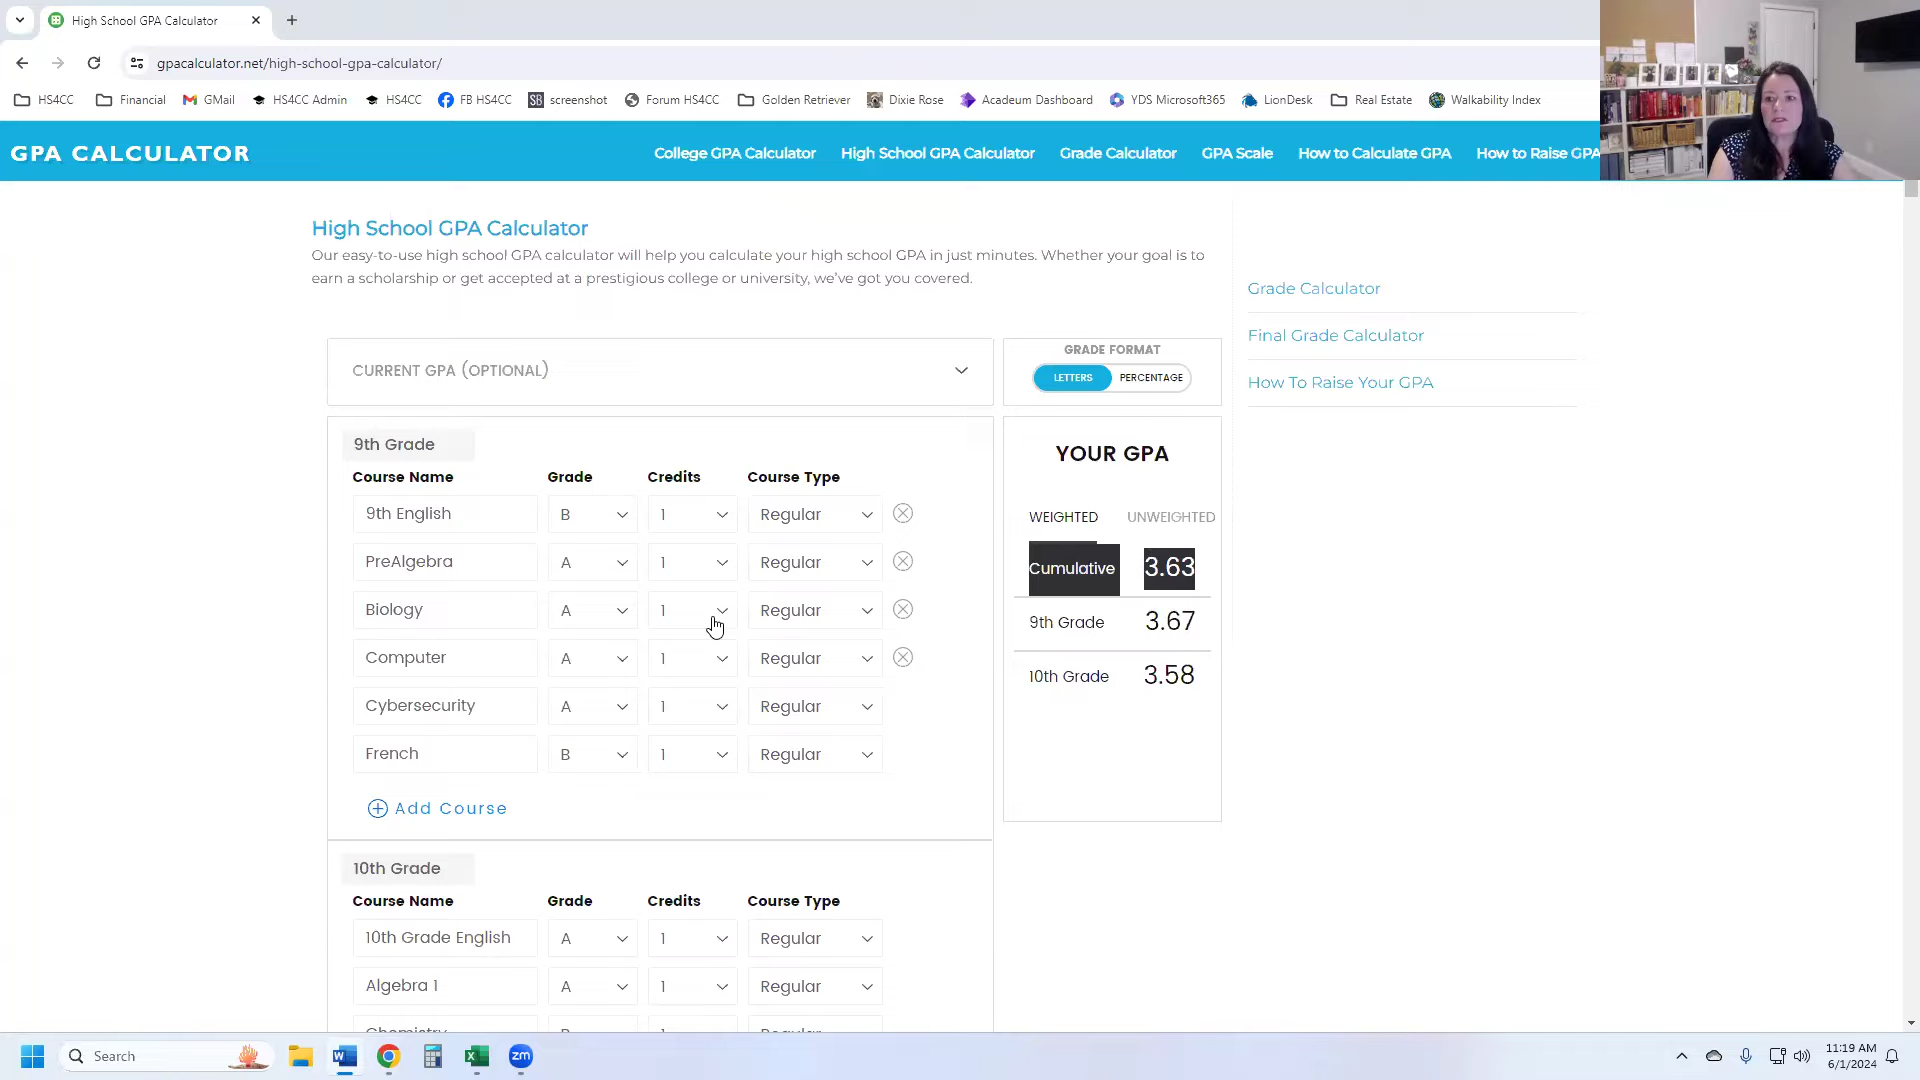 High School GPA Calculator
gpacalculator.net/high-school-gpa-calculator/
HS4CC
Financial
GMail
HS4CC Admin
HS4CC
FB HS4CC
SB screenshot
Forum HS4CC
Golden Retriever
Dixie Rose
Acadeum Dashboard
YDS Microsoft365
LionDesk
Real Estate
Walkability Index
GPA CALCULATOR
College GPA Calculator
High School GPA Calculator
Grade Calculator
GPA Scale
How to Calculate GPA
How to Raise GPA
High School GPA Calculator
Our easy-to-use high school GPA calculator will help you calculate your high school GPA in just minutes. Whether your goal is to
earn a scholarship or get accepted at a prestigious college or university, we've got you covered.
Grade Calculator
Final Grade Calculator
How To Raise Your GPA
CURRENT GPA (OPTIONAL)
GRADE FORMAT
LETTERS PERCENTAGE
9th Grade
Course Name Grade Credits Course Type
9th English B 1 Regular
PreAlgebra A 1 Regular
Biology A 1 Regular
Computer A 1 Regular
Cybersecurity A 1 Regular
French B 1 Regular
Add Course
YOUR GPA
WEIGHTED UNWEIGHTED
Cumulative 3.63
9th Grade 3.67
10th Grade 3.58
10th Grade
Course Name Grade Credits Course Type
10th Grade English A 1 Regular
Algebra 1 A 1 Regular
Chemistry B 1 Regular
Search
zm
11:19 AM
6/1/2024